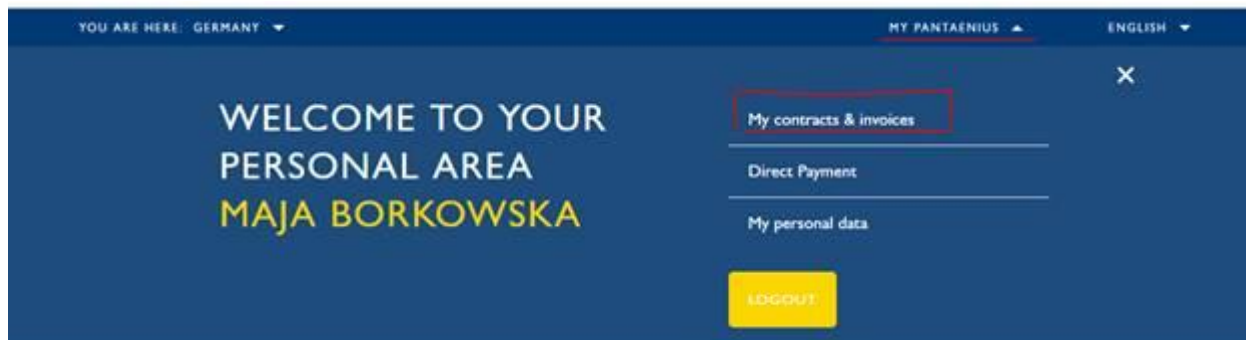 YOU ARE HERE: GERMANY
MY PANTAENIUS
ENGLISH
WELCOME TO YOUR
PERSONAL AREA
MAJA BORKOWSKA
My contracts & invoices
Direct Payment
My personal data
LOGOUT